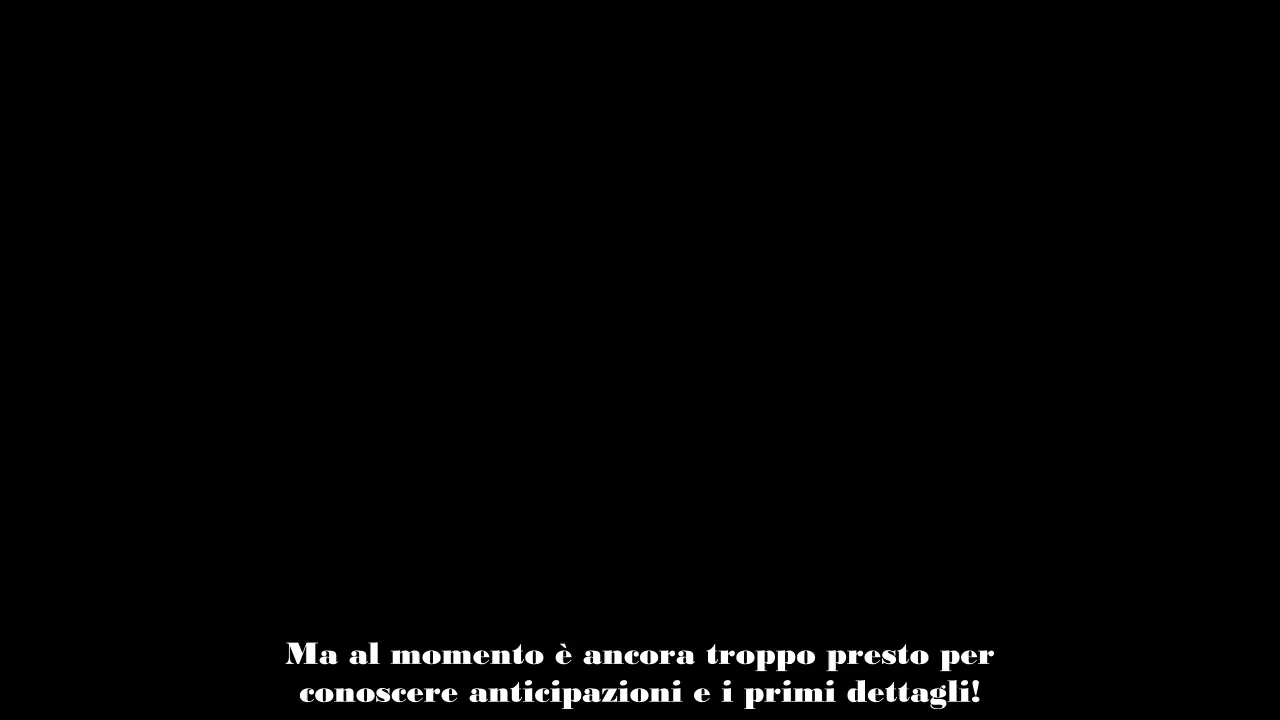 Ma al momento è ancora troppo presto per
conoscere anticipazioni e i primi dettagli!